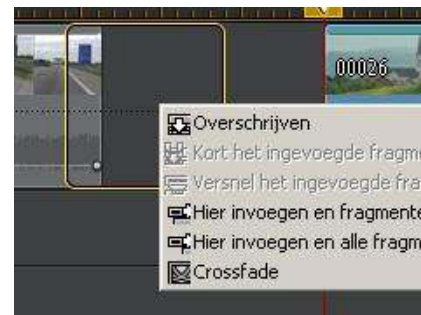 00026
Overschrijven
Kort het ingevoegde fragm
Versnel het ingevoegde fra
Hier invoegen en fragmente
Hier invoegen en alle fragm
Crossfade